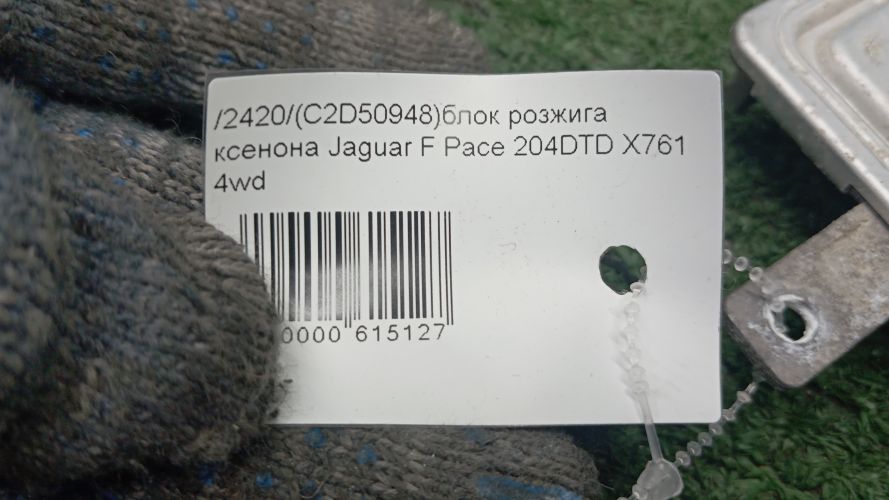 /2420/(C2D50948)блок розжига
ксенона Jaguar F Pace 204DTD X761
4wd
0000 615127